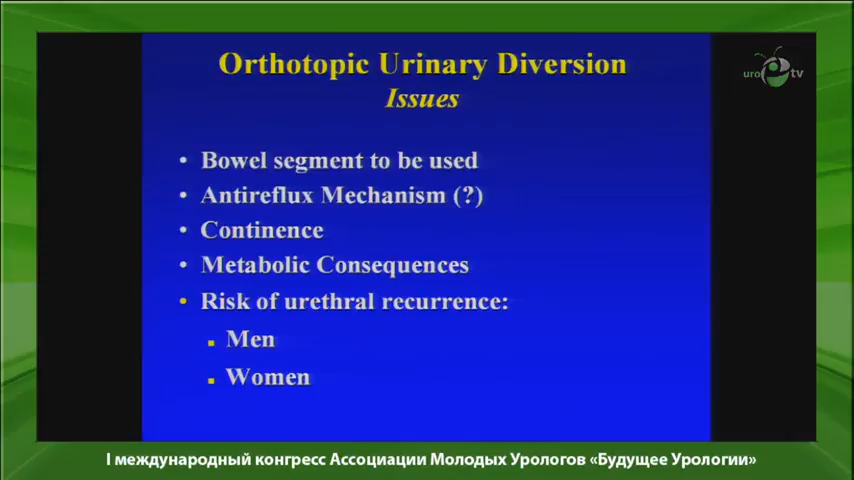 Orthotopic Urinary Diversion
Issues
uro tv
• Bowel segment to be used
• Antireflux Mechanism (?)
• Continence
• Metabolic Consequences
• Risk of urethral recurrence:
▪ Men
▪ Women
I международный конгресс Ассоциации Молодых Урологов «Будущее Урологии»